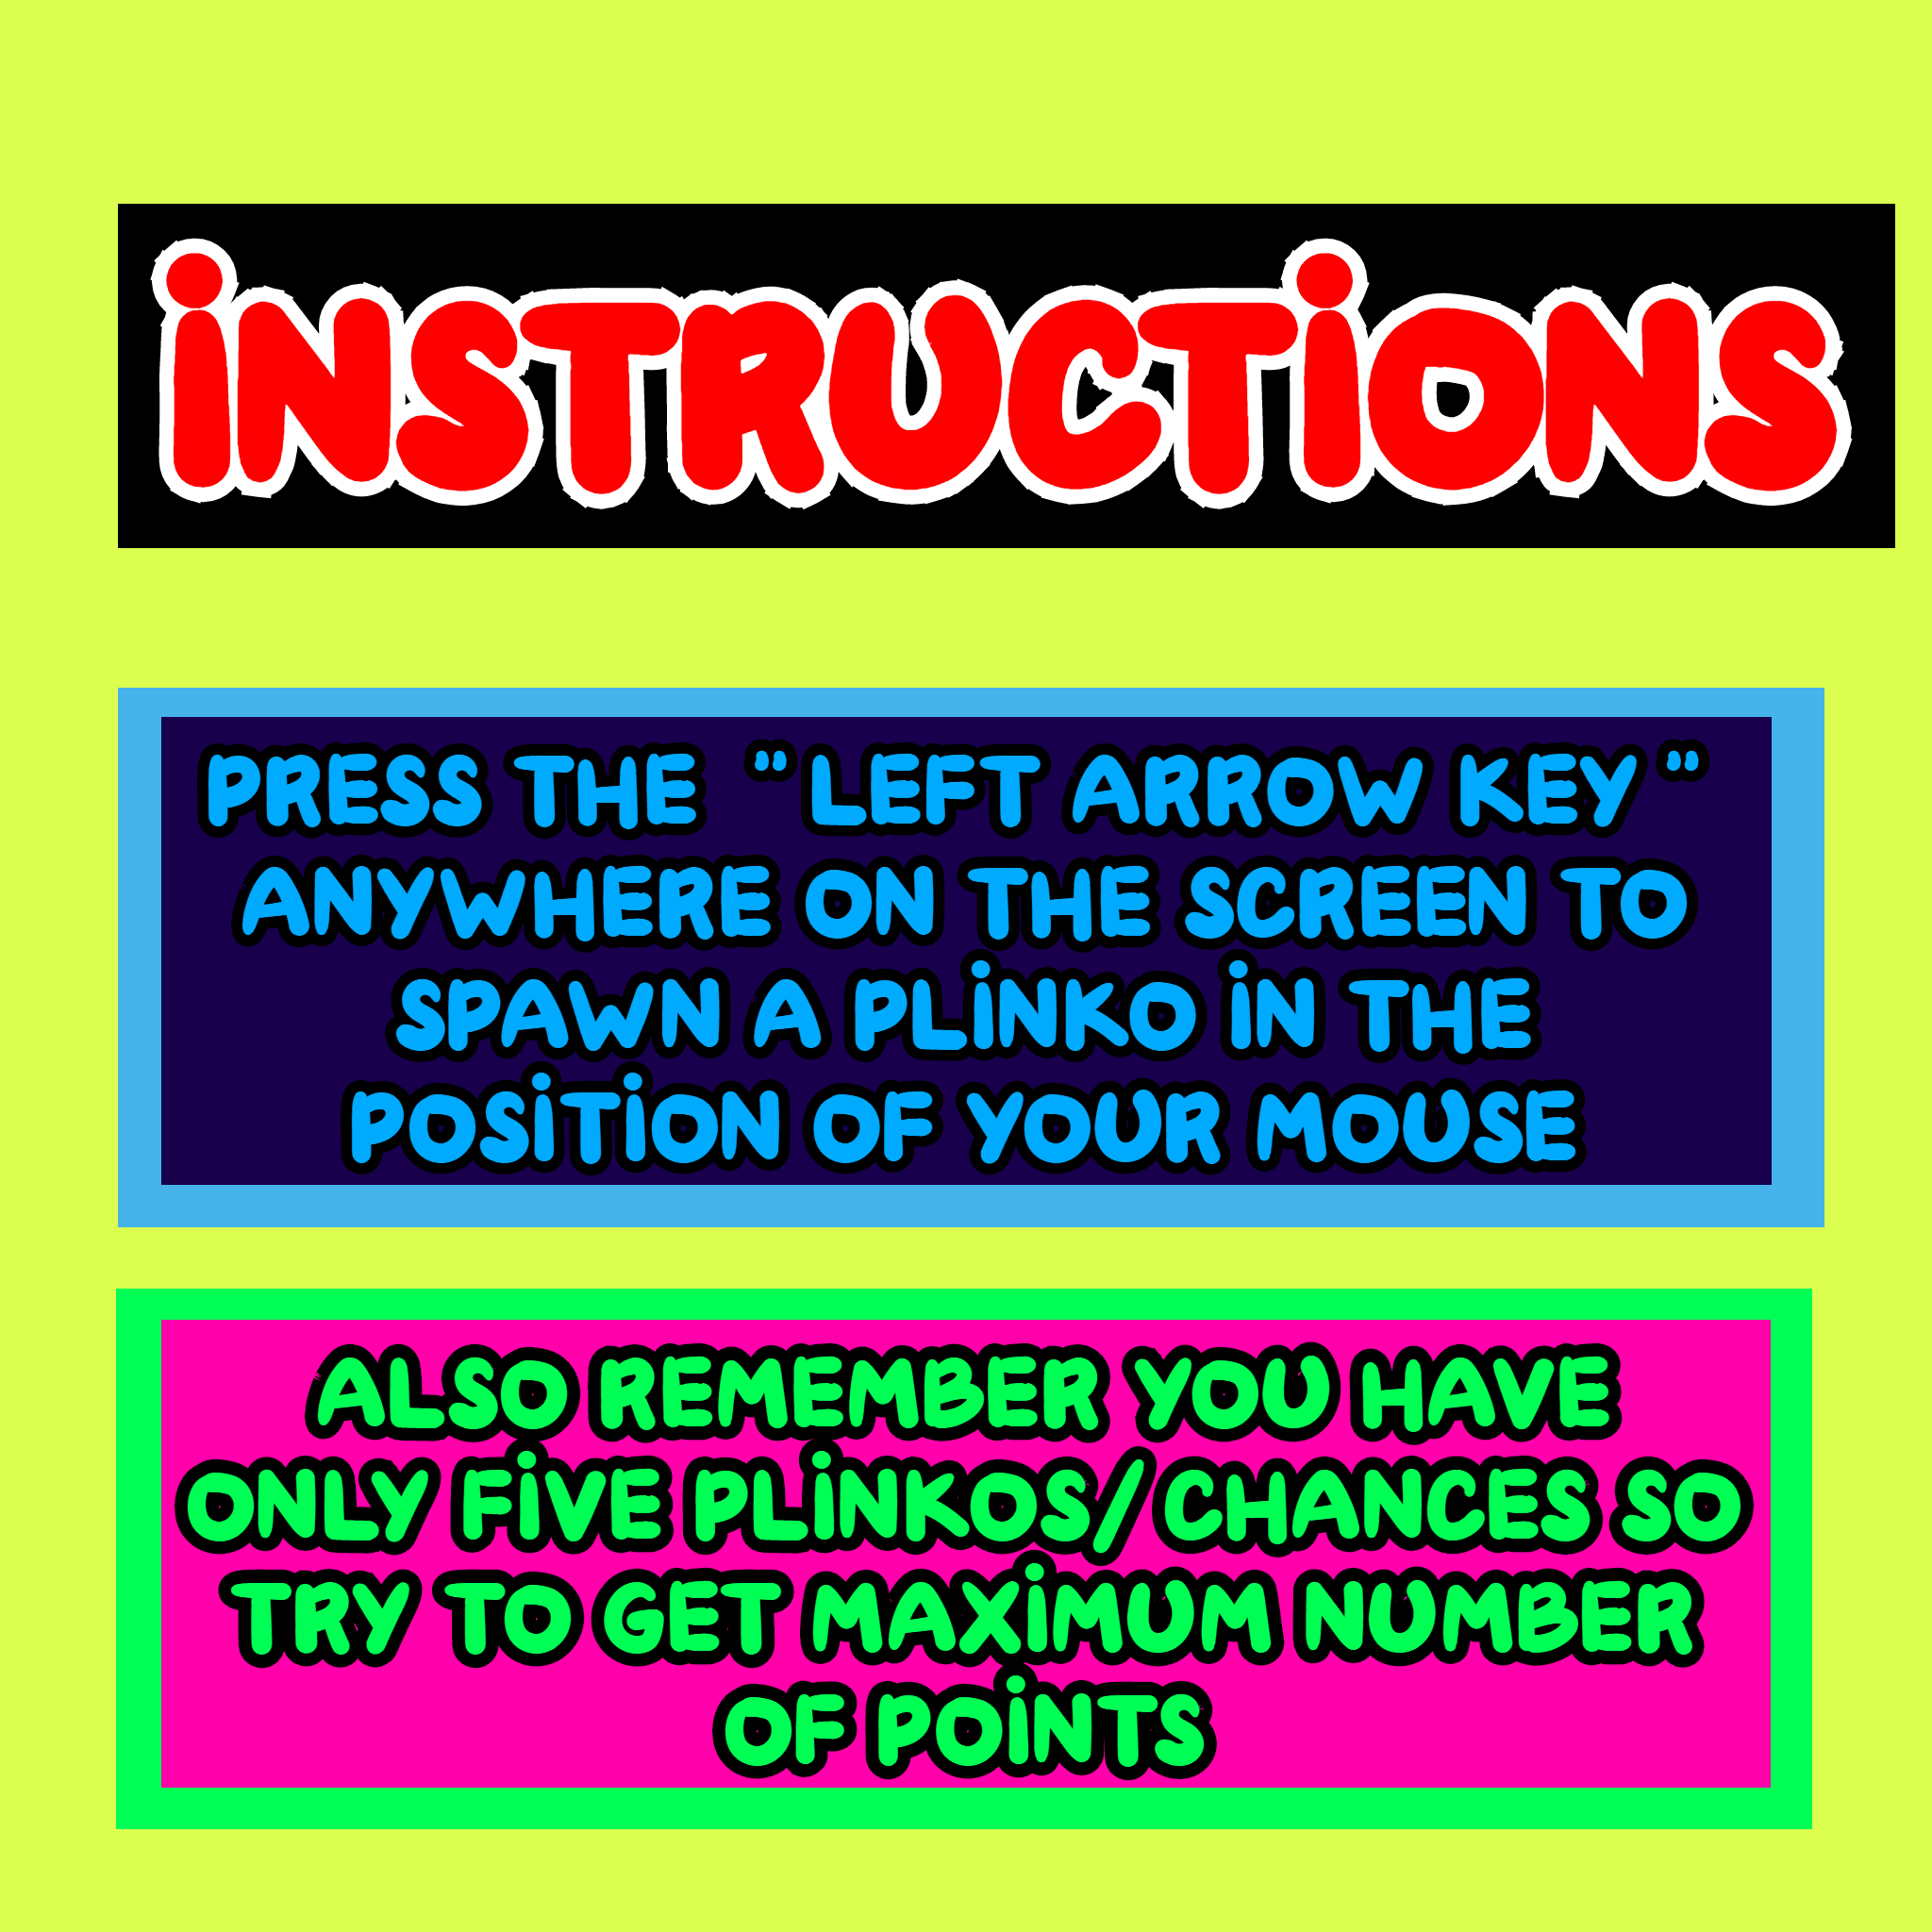 INSTRUCTIONS
PRESS THE "LEFT ARROW KEY"
ANYWHERE ON THE SCREEN TO
SPAWN A PLINKO IN THE
POSITION OF YOUR MOUSE
ALSO REMEMBER YOU HAVE
ONLY FIVE PLINKOS/CHANCES SO
TRY TO GET MAXIMUM NUMBER
OF POINTS